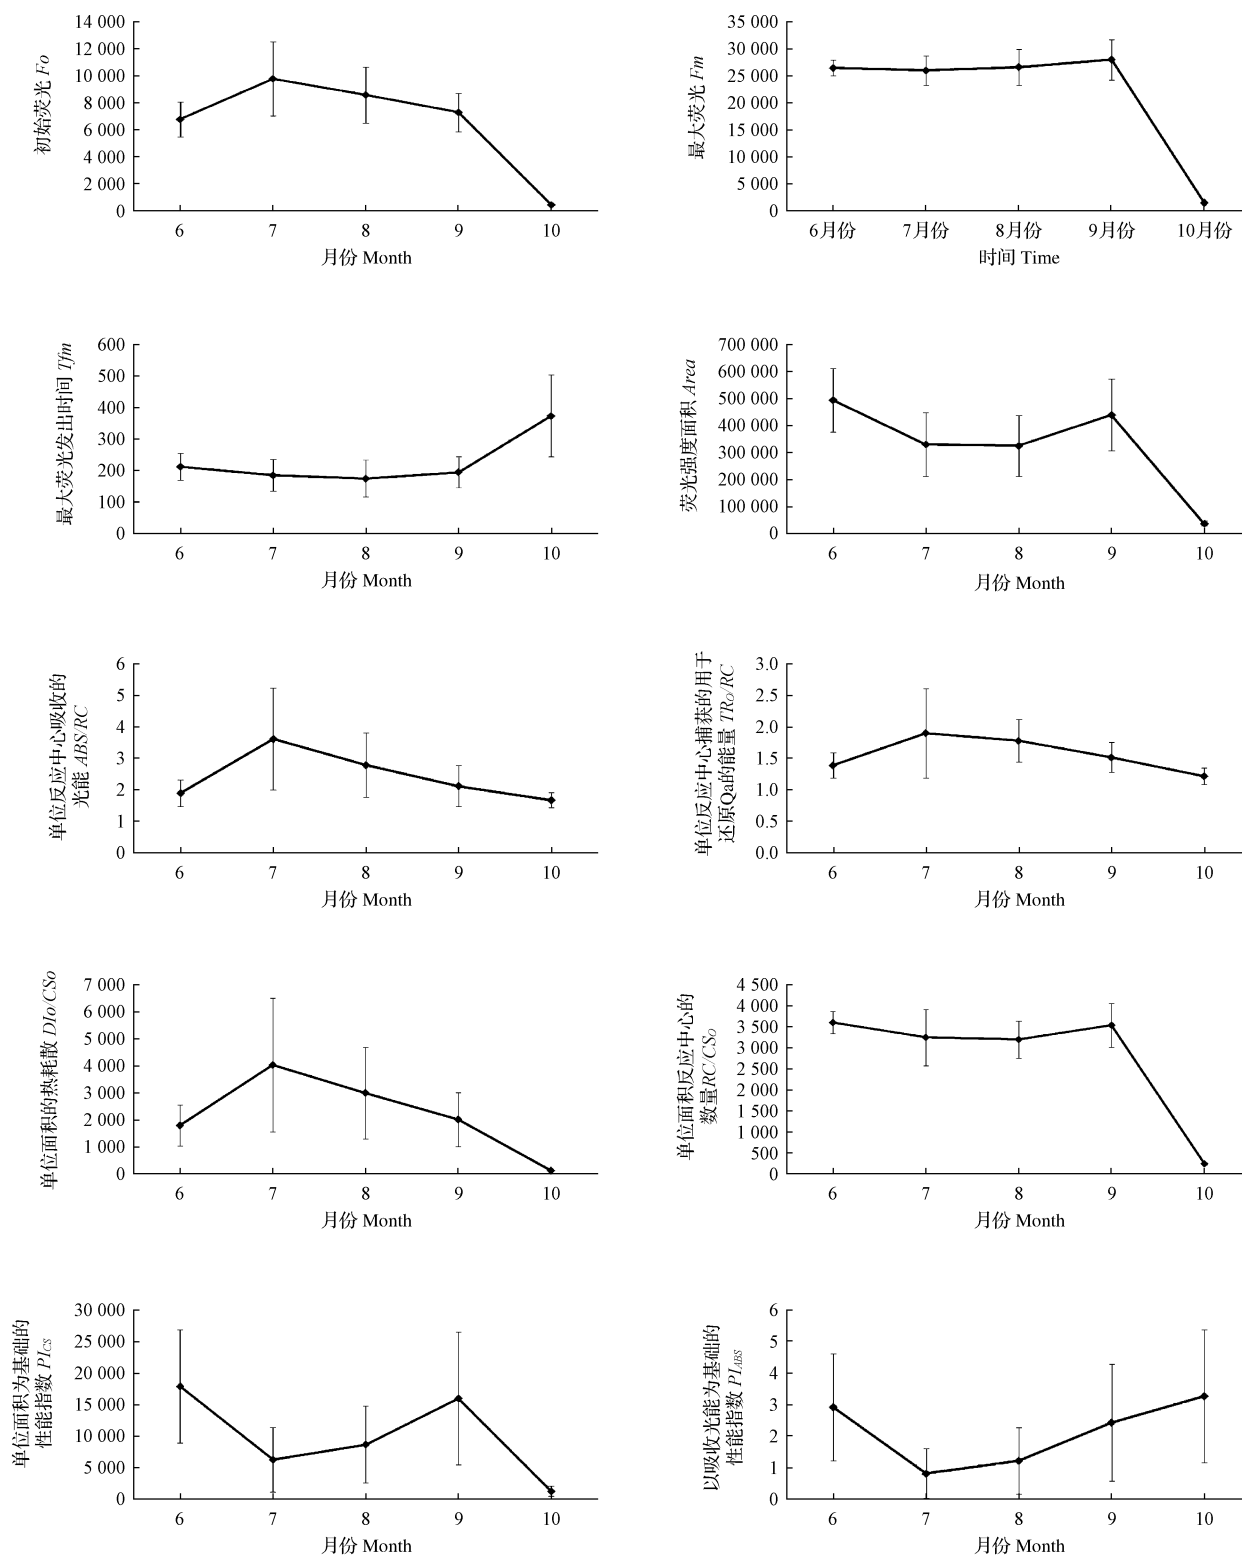 初始荧光 Fo
14 000
12 000
10 000
8 000
6 000
4 000
2 000
0
6 7 8 9 10
月份 Month
最大荧光 Fm
35 000
30 000
25 000
20 000
15 000
10 000
5 000
0
6月份 7月份 8月份 9月份 10月份
时间 Time
最大荧光发出时间 Tfm
600
500
400
300
200
100
0
6 7 8 9 10
月份 Month
荧光强度面积 Area
700 000
600 000
500 000
400 000
300 000
200 000
100 000
0
6 7 8 9 10
月份 Month
单位反应中心吸收的
光能 ABS/RC
6
5
4
3
2
1
0
6 7 8 9 10
月份 Month
单位反应中心捕获的用于
还原Qa的能量 TRo/RC
3.0
2.5
2.0
1.5
1.0
0.5
0.0
6 7 8 9 10
月份 Month
单位面积的热耗散 DIo/CSo
7 000
6 000
5 000
4 000
3 000
2 000
1 000
0
6 7 8 9 10
月份 Month
单位面积反应中心的
数量RC/CSo
4 500
4 000
3 500
3 000
2 500
2 000
1 500
1 000
500
0
6 7 8 9 10
月份 Month
单位面积为基础的
性能指数 PICS
30 000
25 000
20 000
15 000
10 000
5 000
0
6 7 8 9 10
月份 Month
以吸收光能为基础的
性能指数 PIABS
6
5
4
3
2
1
0
6 7 8 9 10
月份 Month